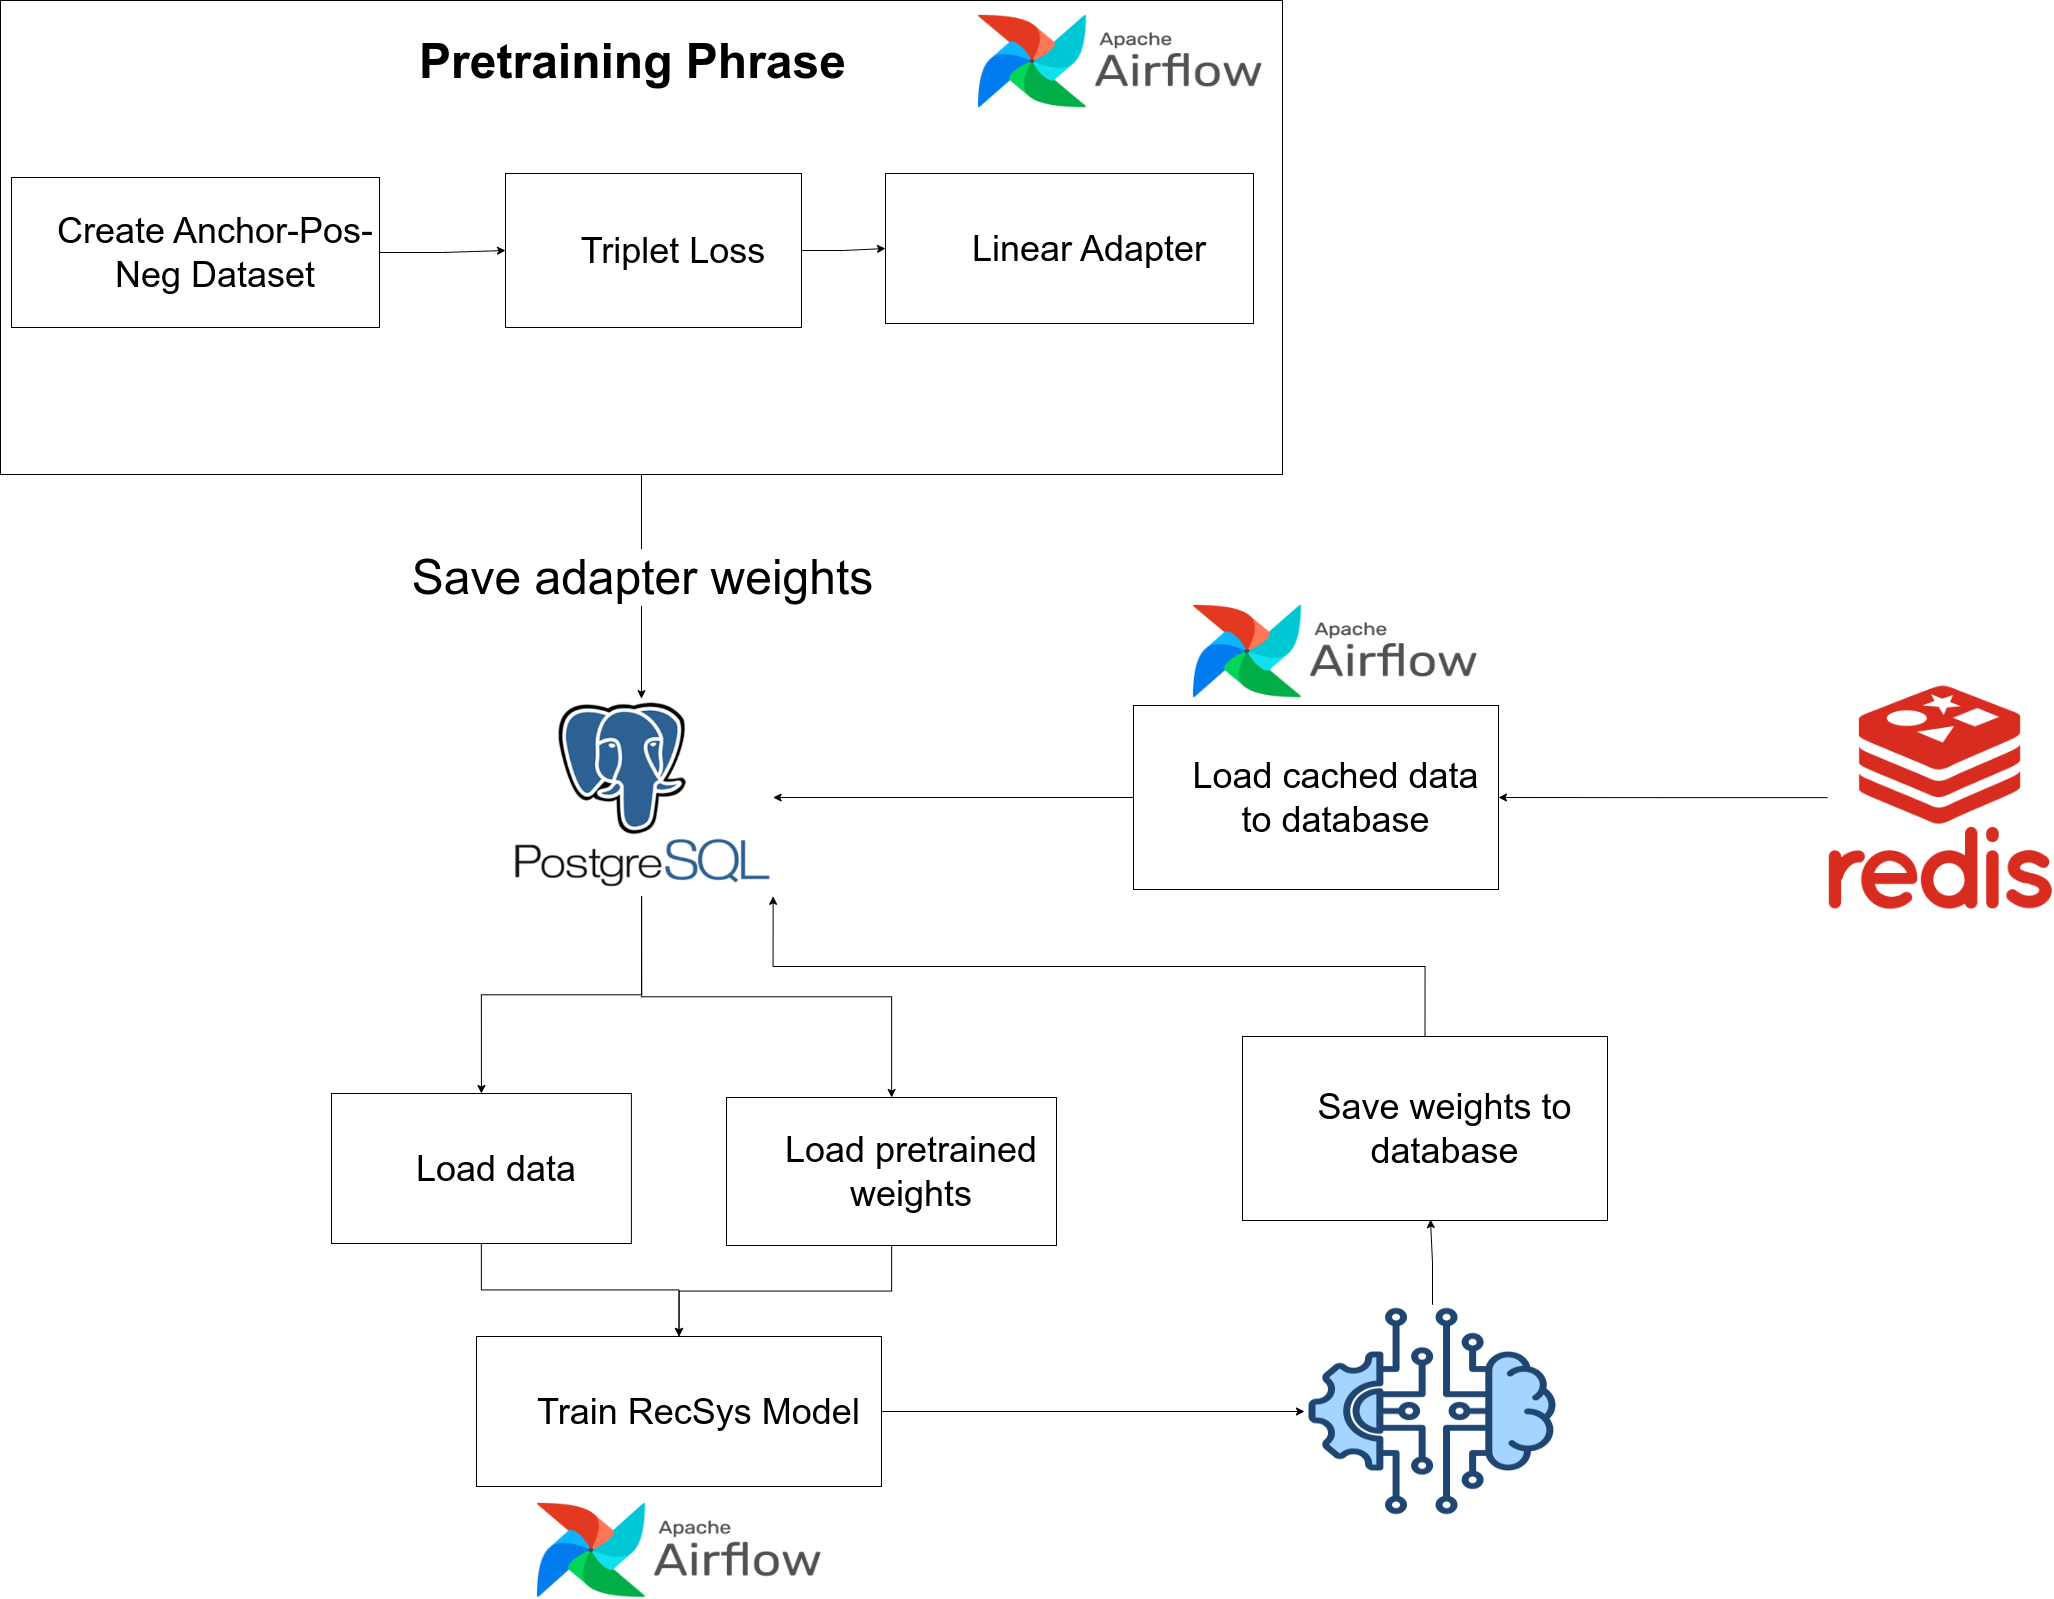 Pretraining Phrase
Apache
Airflow
Create Anchor-Pos-
Neg Dataset
Triplet Loss
Linear Adapter
Save adapter weights
Apache
Airflow
PostgreSQL
Load cached data
to database
redis
Load data
Load pretrained
weights
Save weights to
database
Train RecSys Model
Apache
Airflow